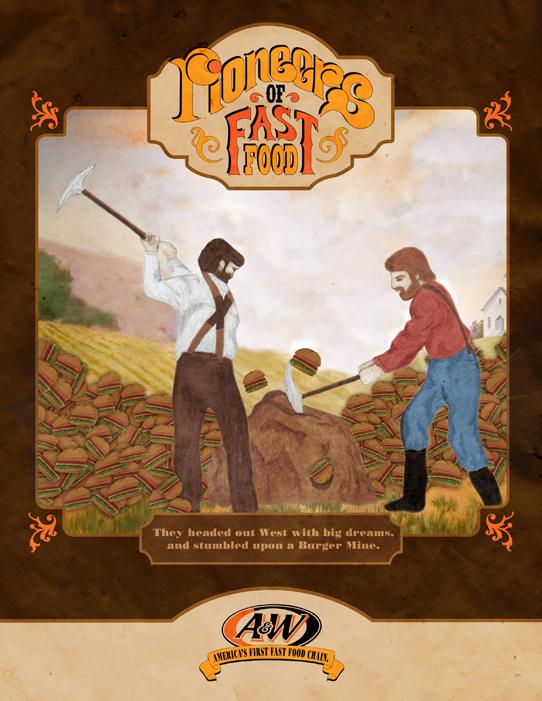 Pioneers
OF
FAST
FOOD
They headed out West with big dreams,
and stumbled upon a Burger Mine.
A&W
AMERICA'S FIRST FAST FOOD CHAIN.